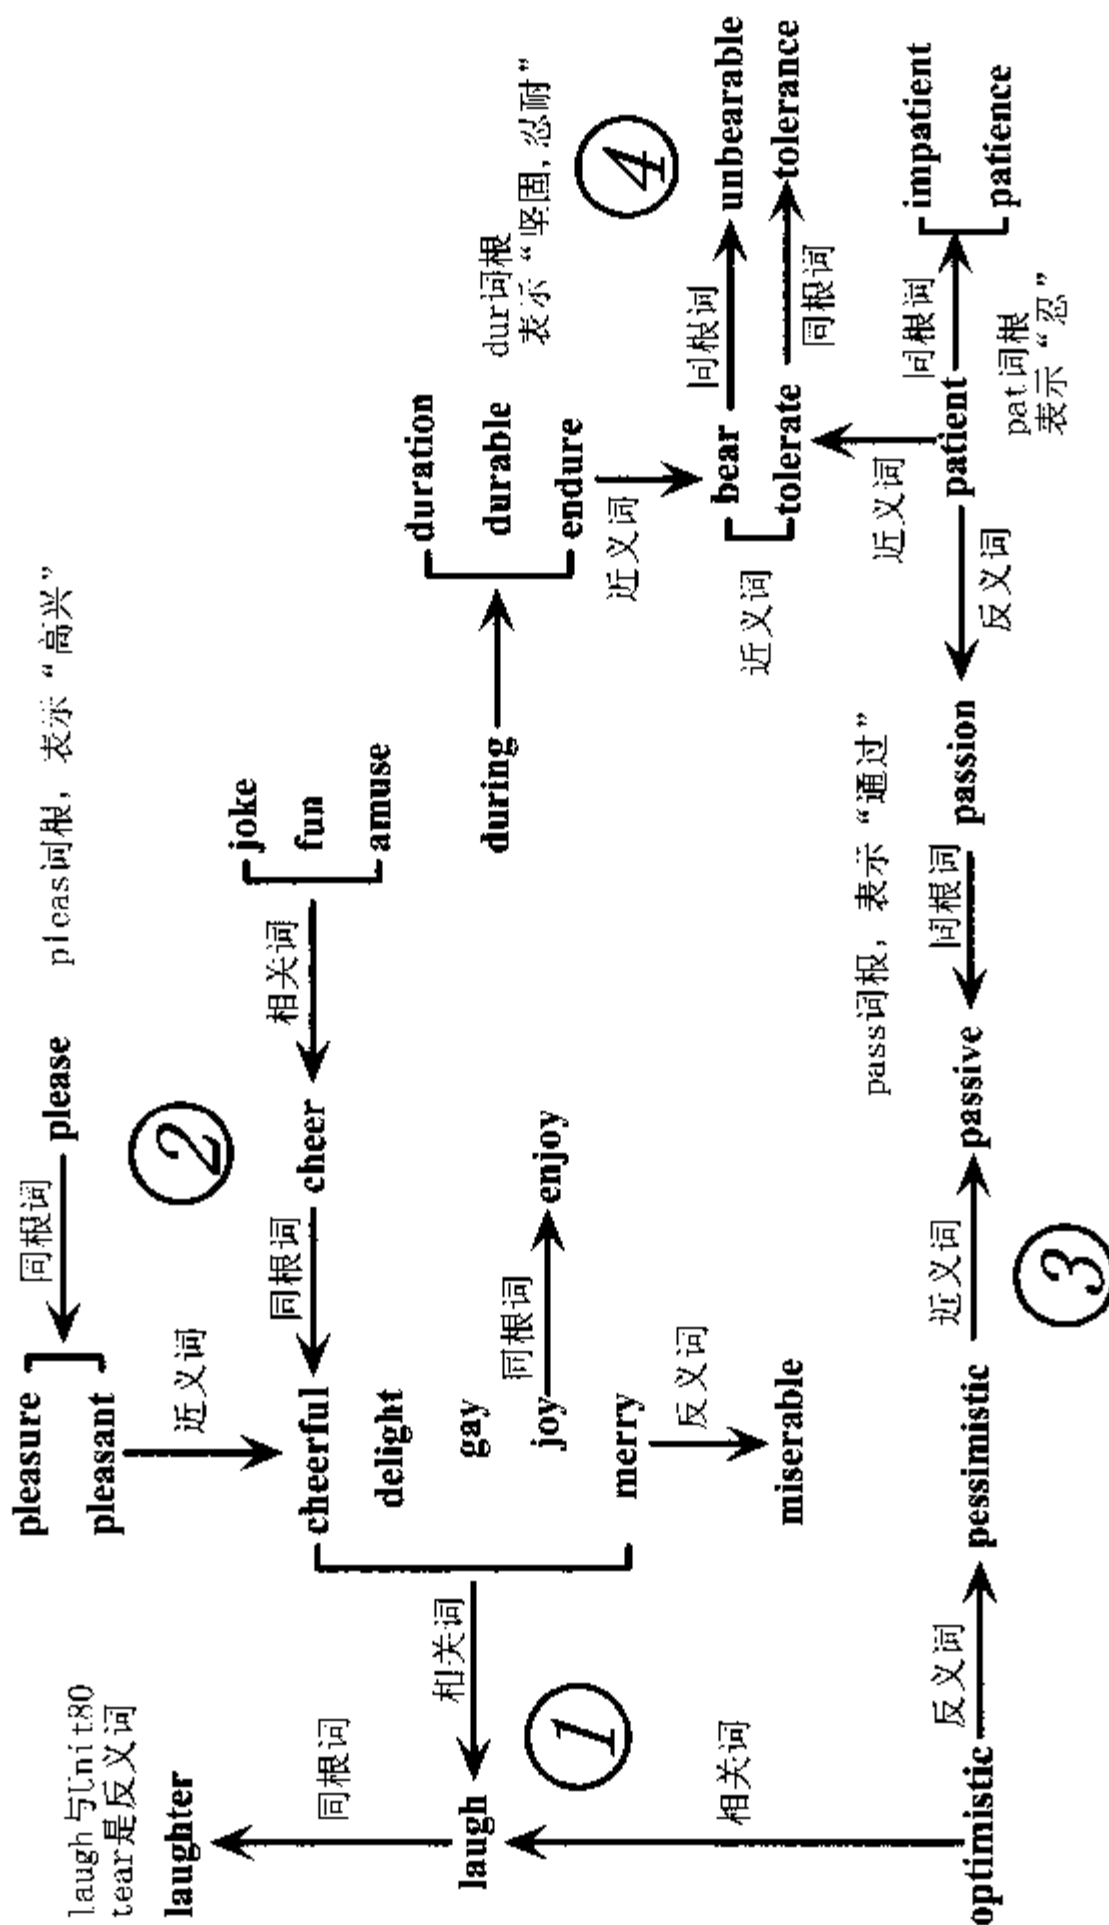 laugh与Unit80
tear是反义词
laughter
同根词
laugh
相关词
①
相关词
optimistic
反义词
pleasure
pleasant
同根词
please
pleas词根，表示“高兴”
近义词
②
cheerful
delight
gay
joy
merry
同根词
cheer
相关词
joke
fun
amuse
同根词
enjoy
反义词
miserable
during
duration
durable
endure
dur词根
表示“坚固，忍耐”
④
近义词
bear
tolerate
近义词
同根词
unbearable
同根词
tolerance
近义词
pessimistic
近义词
③
passive
同根词
pass词根，表示“通过”
passion
反义词
patient
同根词
pat词根
表示“忍”
impatient
patience